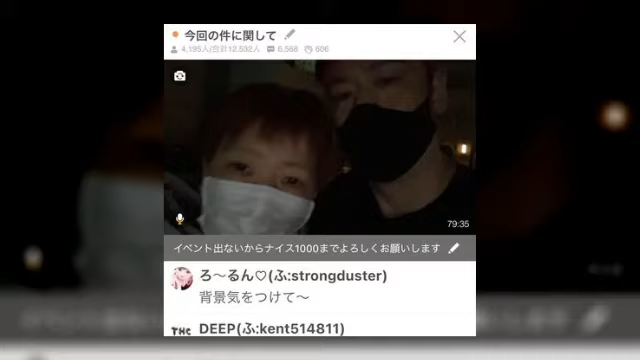 今回の件に関して
4,195人/合計12,532人 6,568 606
79:35
イベント出ないからナイス1000までよろしくお願いします
ろ〜るん♡(ふ:strongduster)
背景気をつけて〜
THC DEEP(ふ:kent514811)